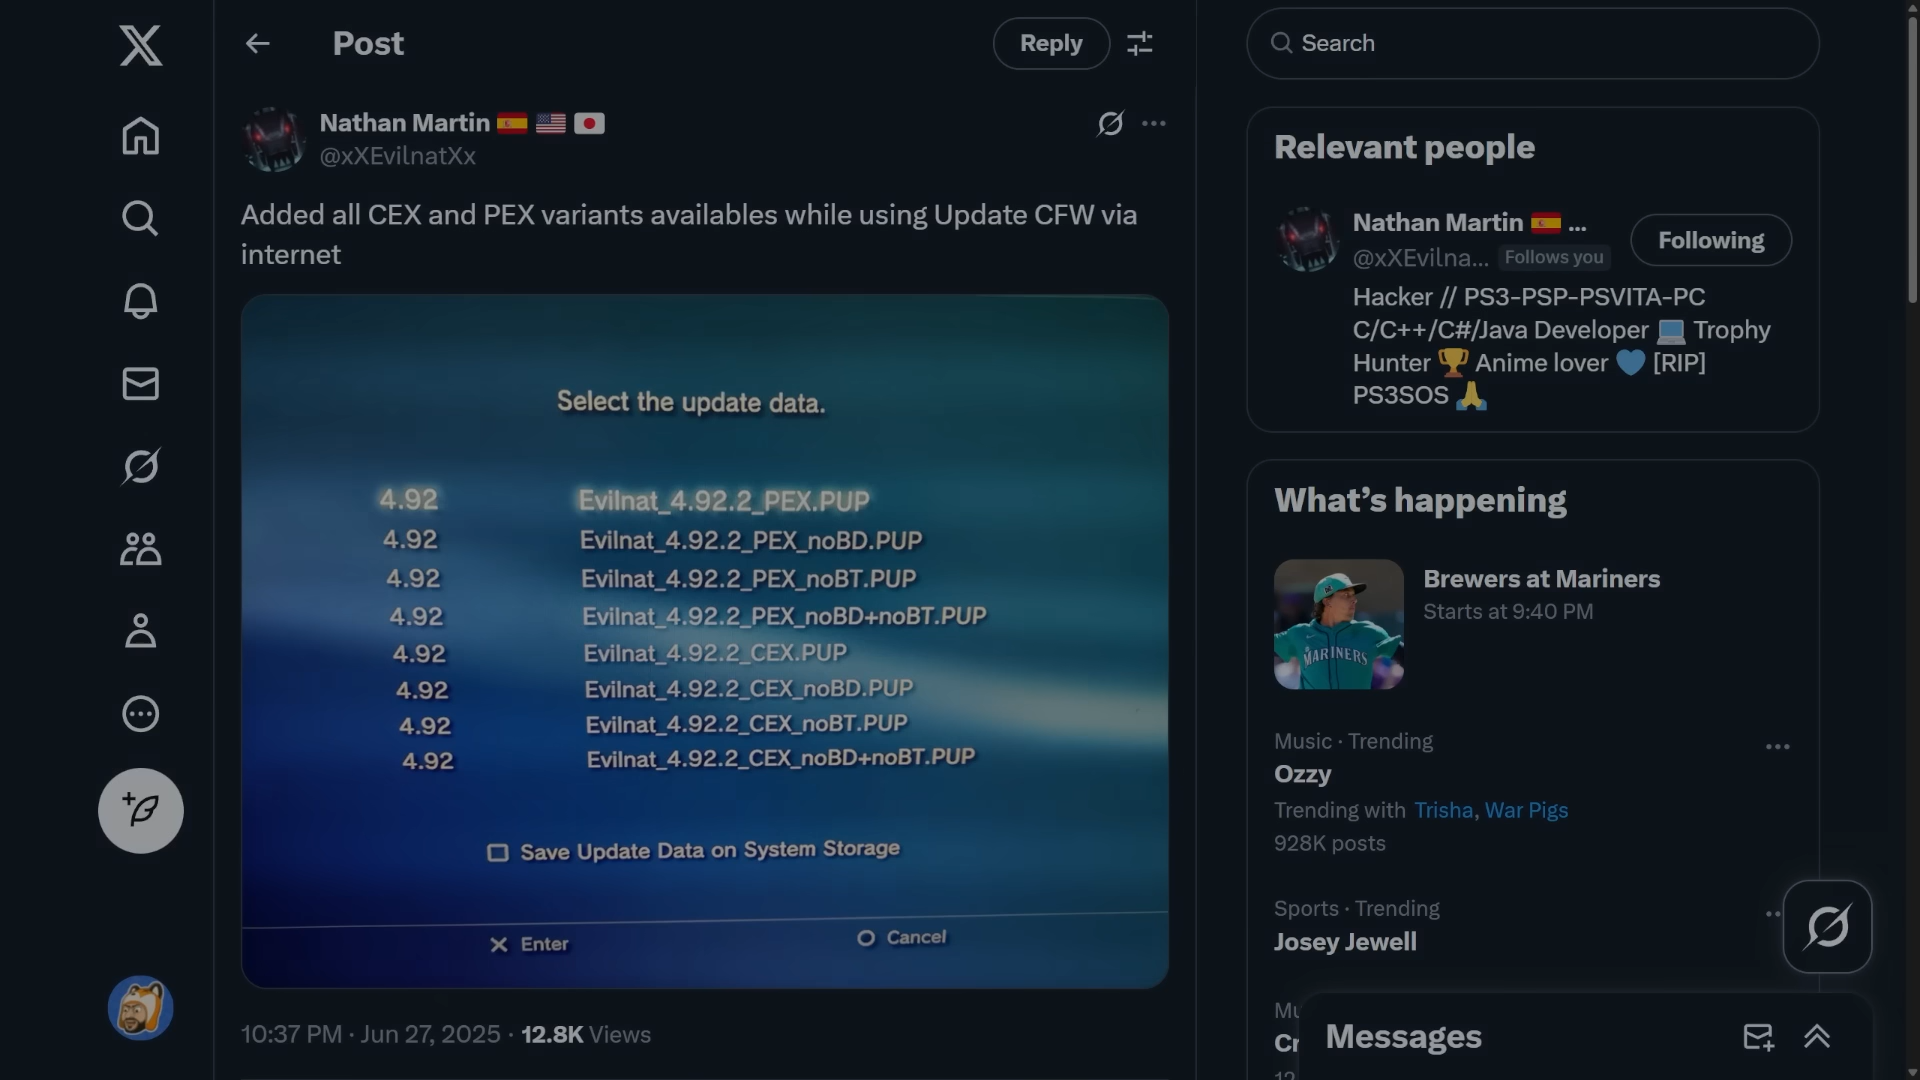 Post
Reply
Search
Nathan Martin
@xXEvilnatXx
Added all CEX and PEX variants availables while using Update CFW via
internet
Select the update data.
4.92 Evilnat_4.92.2_PEX.PUP
4.92 Evilnat_4.92.2_PEX_noBD.PUP
4.92 Evilnat_4.92.2_PEX_noBT.PUP
4.92 Evilnat_4.92.2_PEX_noBD+noBT.PUP
4.92 Evilnat_4.92.2_CEX.PUP
4.92 Evilnat_4.92.2_CEX_noBD.PUP
4.92 Evilnat_4.92.2_CEX_noBT.PUP
4.92 Evilnat_4.92.2_CEX_noBD+noBT.PUP
Save Update Data on System Storage
Enter Cancel
10:37 PM · Jun 27, 2025 · 12.8K Views
Relevant people
Nathan Martin ...
@xXEvilna... Follows you
Following
Hacker // PS3-PSP-PSVITA-PC
C/C++/C#/Java Developer Trophy
Hunter Anime lover [RIP]
PS3SOS
What's happening
MARINERS
Brewers at Mariners
Starts at 9:40 PM
Music · Trending
Ozzy
Trending with Trisha, War Pigs
928K posts
Sports · Trending
Josey Jewell
Messages